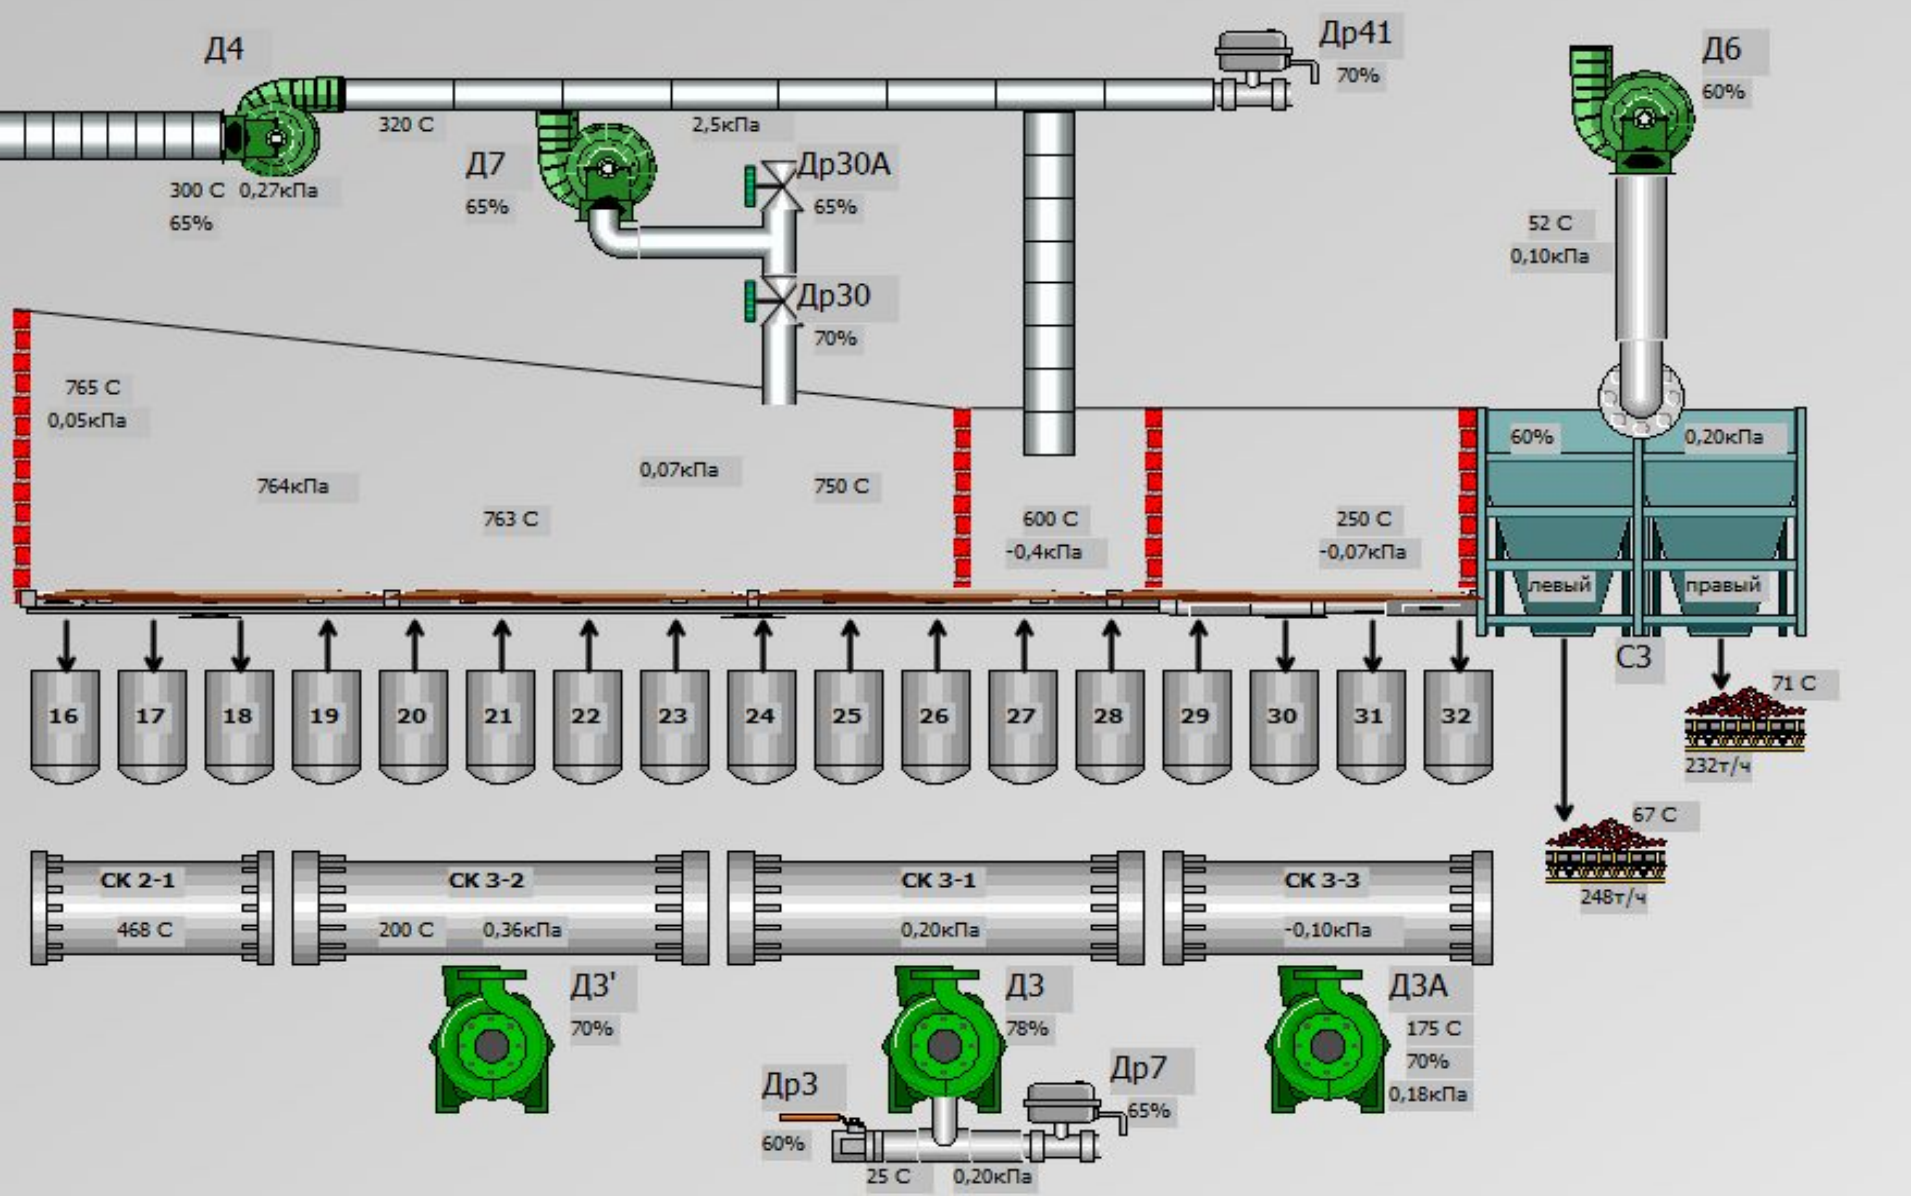 Д4
Др41
70%
Д6
60%
320 С
2,5кПа
Д7
65%
Др30А
65%
300 С 0,27кПа
65%
52 С
0,10кПа
Др30
70%
765 С
0,05кПа
764кПа
763 С
0,07кПа
750 С
600 С
-0,4кПа
250 С
-0,07кПа
60%
0,20кПа
левый
правый
С3
71 С
232т/ч
67 С
248т/ч
16 17 18 19 20 21 22 23 24 25 26 27 28 29 30 31 32
СК 2-1
468 С
СК 3-2
200 С 0,36кПа
СК 3-1
0,20кПа
СК 3-3
-0,10кПа
Д3'
70%
Д3
78%
Д3А
175 С
70%
0,18кПа
Др3
60%
Др7
65%
25 С 0,20кПа